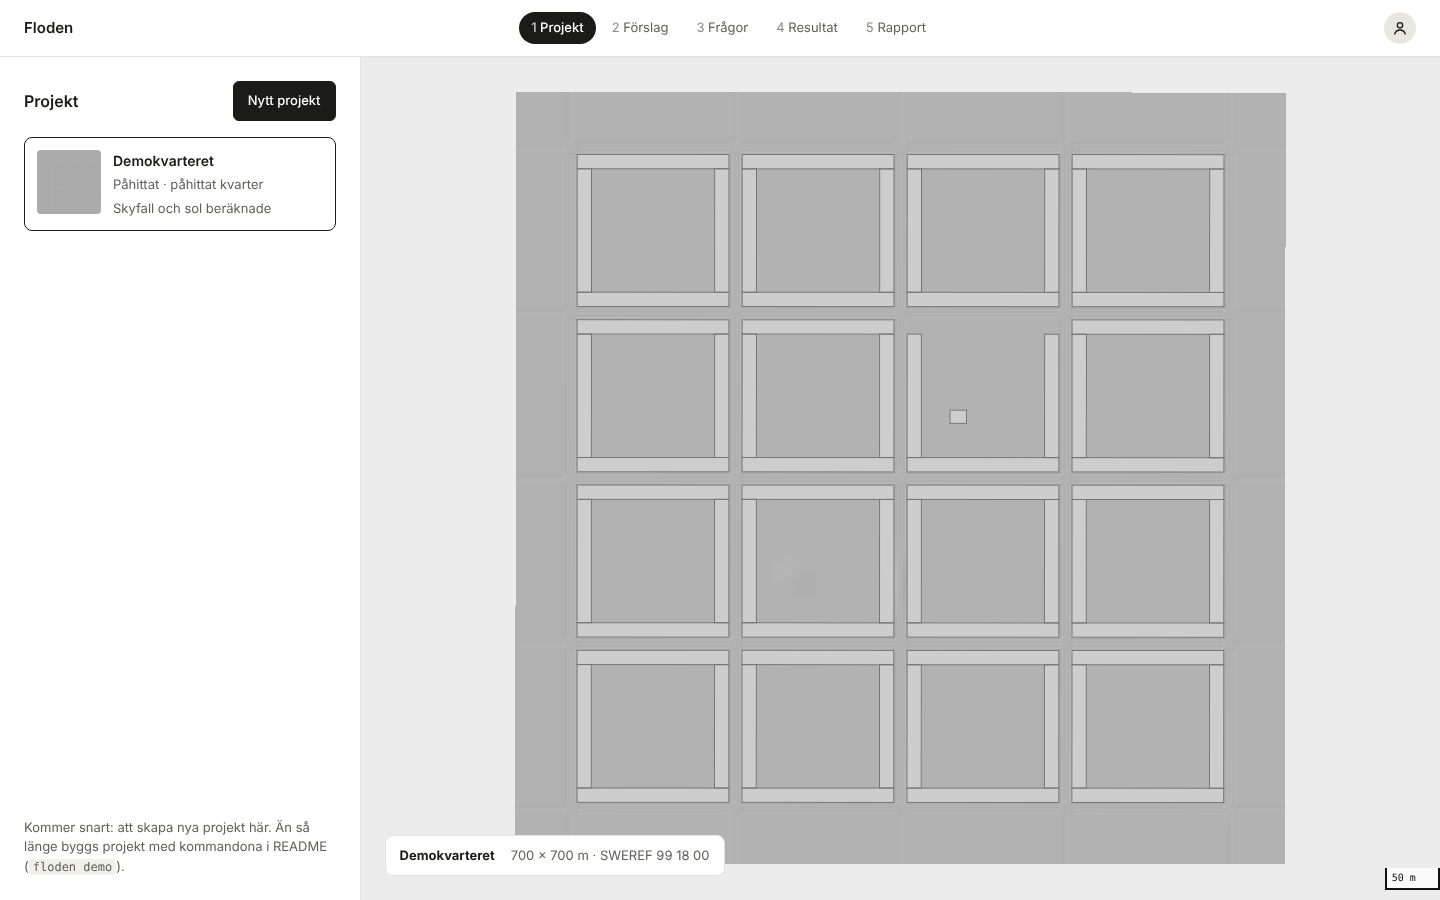 Floden
1 Projekt
2 Förslag
3 Frågor
4 Resultat
5 Rapport
Projekt
Nytt projekt
Demokvarteret
Påhittat · påhittat kvarter
Skyfall och sol beräknade
Kommer snart: att skapa nya projekt här. Än så
länge byggs projekt med kommandona i README
(floden demo).
Demokvarteret 700 × 700 m · SWEREF 99 18 00
50 m